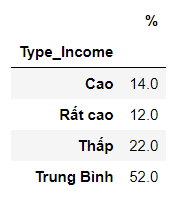 %
Type_Income
Cao 14.0
Rất cao 12.0
Thấp 22.0
Trung Bình 52.0